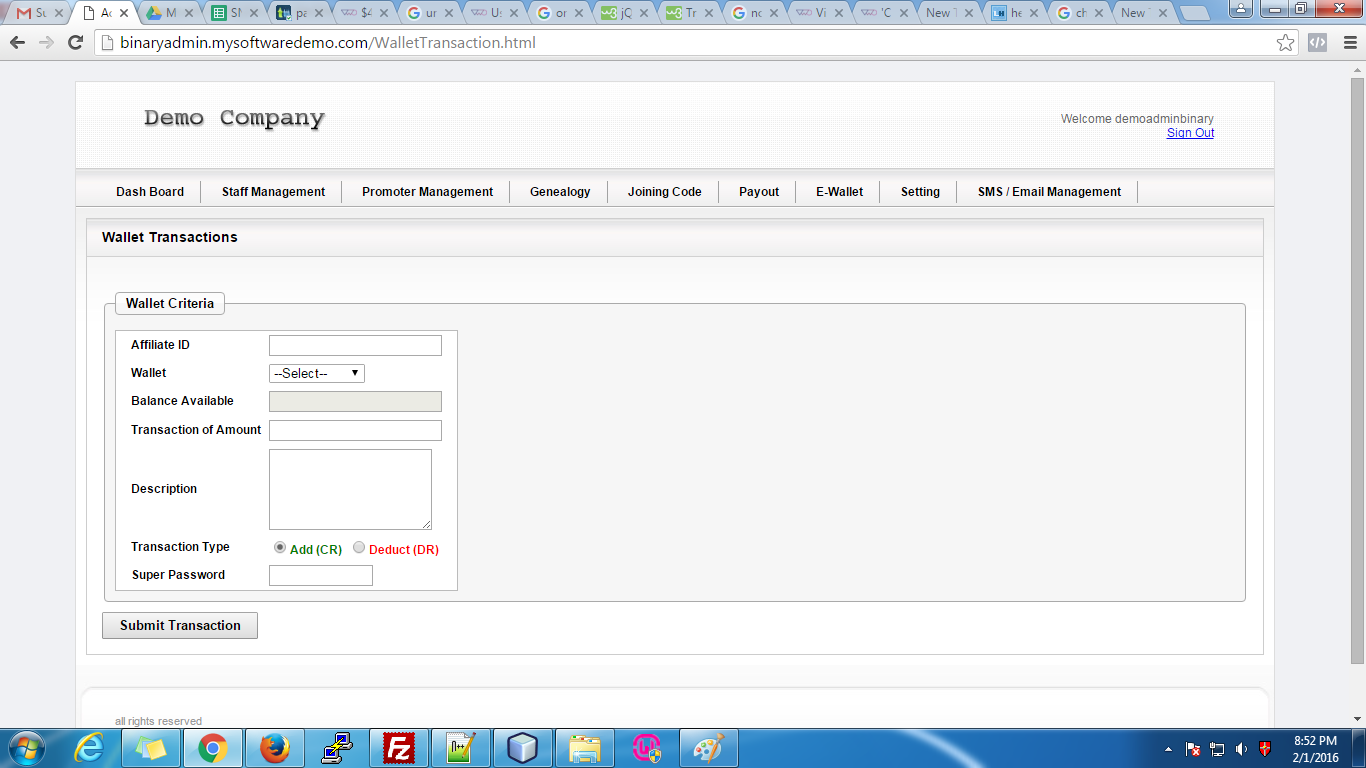 Su
Ac
M
SM
pa
$4
ur
Us
or
jQ
Tr
nc
Vi
'C
New T
he
ch
New T
binaryadmin.mysoftwaredemo.com/WalletTransaction.html
Demo Company
Welcome demoadminbinary
Sign Out
Dash Board Staff Management Promoter Management Genealogy Joining Code Payout E-Wallet Setting SMS / Email Management
Wallet Transactions
Wallet Criteria
Affiliate ID
Wallet --Select--
Balance Available
Transaction of Amount
Description
Transaction Type Add (CR) Deduct (DR)
Super Password
Submit Transaction
all rights reserved
8:52 PM
2/1/2016